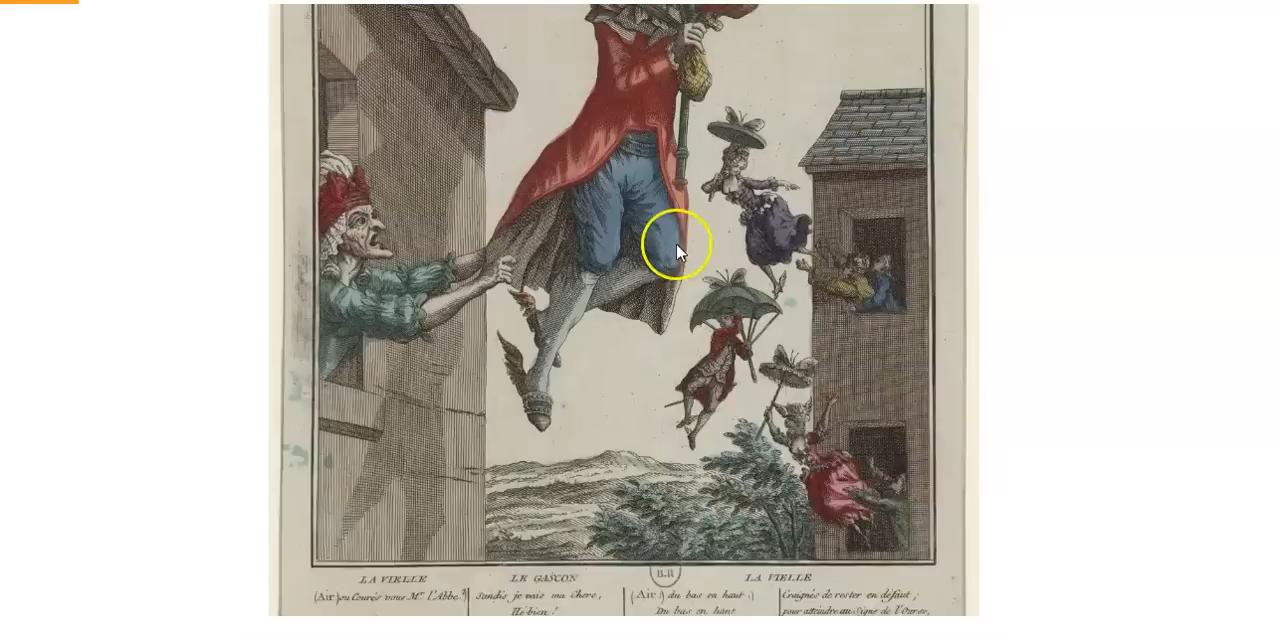 LA VIELLE
(Air) ou Courés vous Mr. l'Abbé?
LE GASCON
Sandis je vais ma Chere,
Hé bien!
B.R
LA VIELLE
(Air) du bas en haut.
Du bas en haut
Craignés de rester en défaut;
pour atteindre au Signe de l'Ourse,